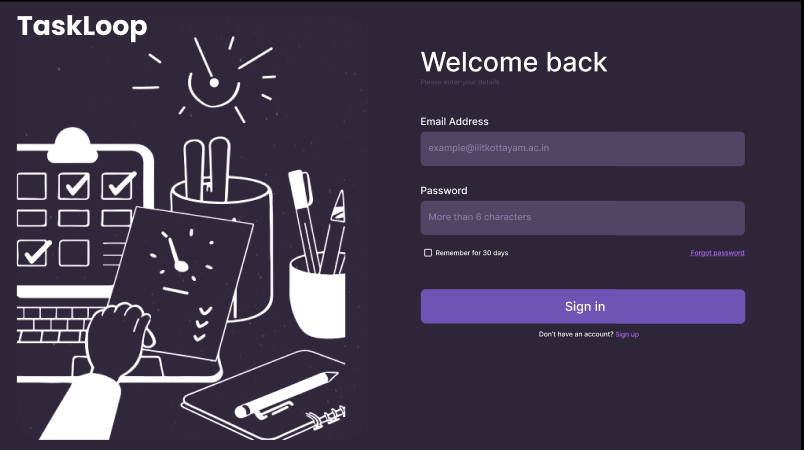 TaskLoop
Welcome back
Please enter your details
Email Address
example@iiitkottayam.ac.in
Password
More than 6 characters
Remember for 30 days
Forgot password
Sign in
Don't have an account? Sign up